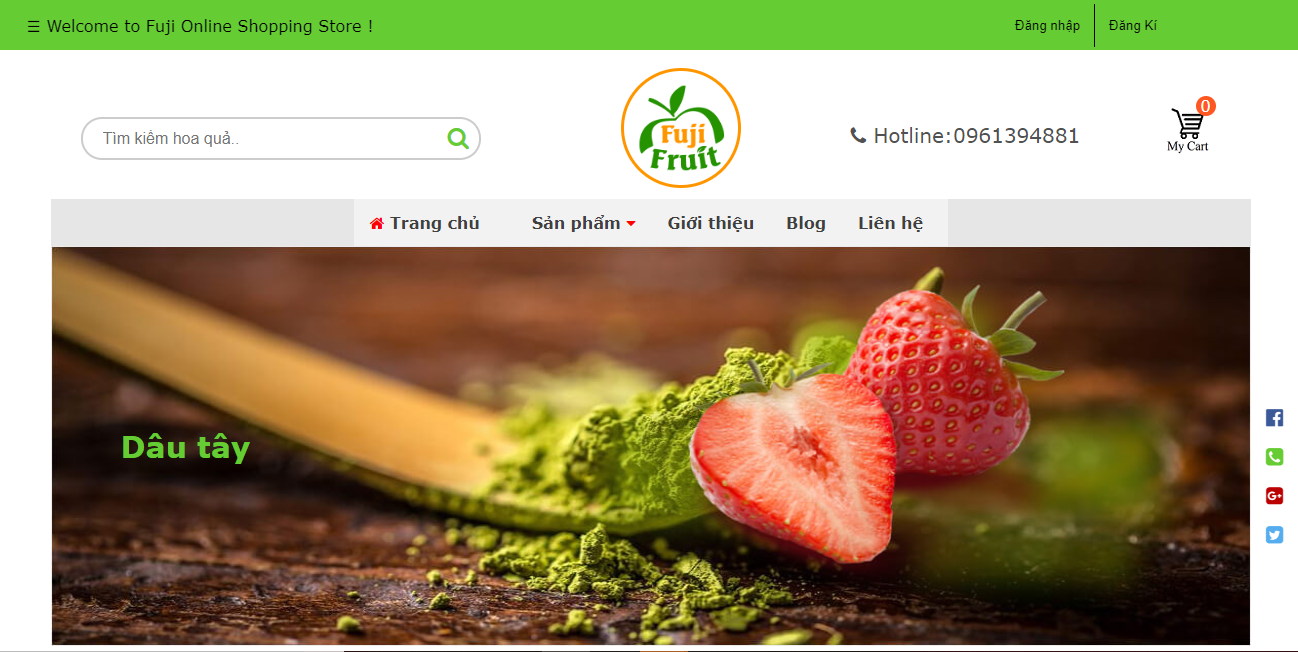 ☰ Welcome to Fuji Online Shopping Store !
Đăng nhập
Đăng Kí
Tìm kiếm hoa quả..
Fuji
Fruit
Hotline:0961394881
0
My Cart
Trang chủ
Sản phẩm
Giới thiệu
Blog
Liên hệ
Dâu tây
G+